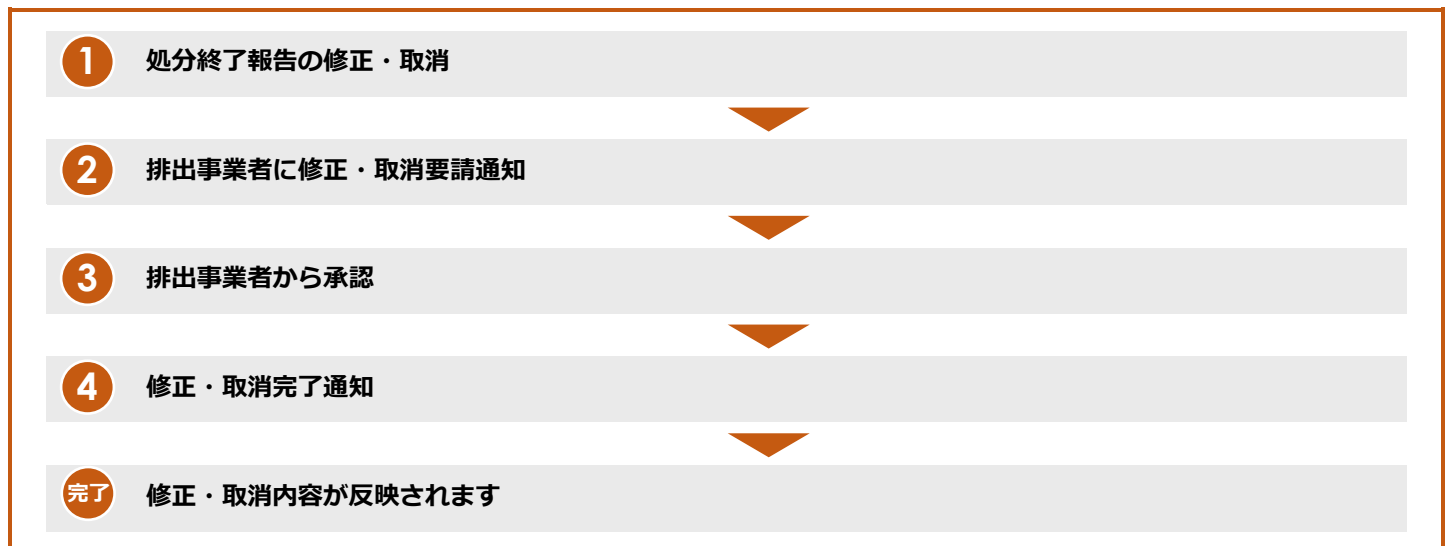 1 処分終了報告の修正・取消
2 排出事業者に修正・取消要請通知
3 排出事業者から承認
4 修正・取消完了通知
完了 修正・取消内容が反映されます